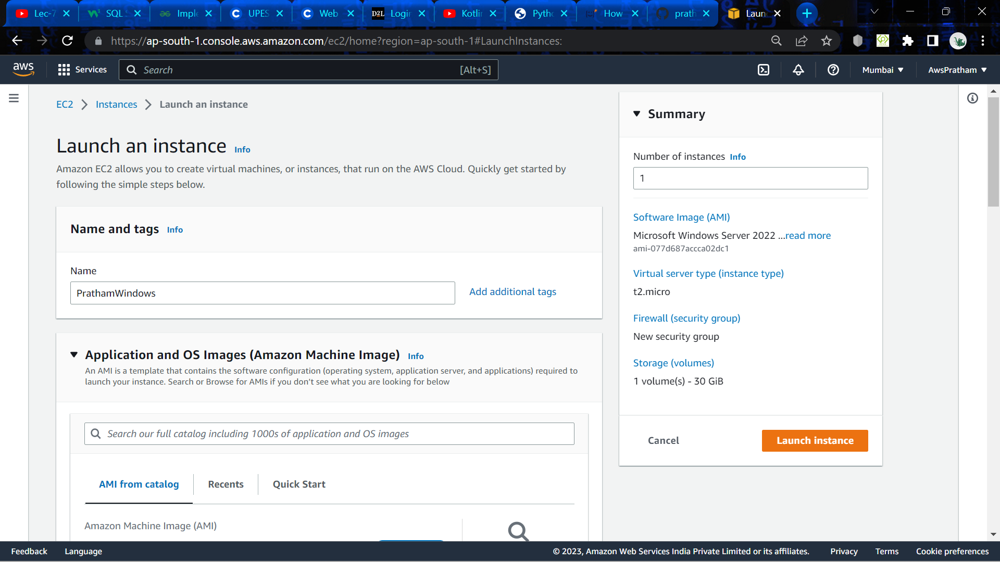 Lec-7
SQL S
Imple
UPES
Web
D2L Login
Kotlin
Pytho
How
prath
Laun
https://ap-south-1.console.aws.amazon.com/ec2/home?region=ap-south-1#LaunchInstances:
aws
Services
Search
[Alt+S]
Mumbai
AwsPratham
EC2
Instances
Launch an instance
Launch an instance Info
Amazon EC2 allows you to create virtual machines, or instances, that run on the AWS Cloud. Quickly get started by
following the simple steps below.
Name and tags Info
Name
PrathamWindows
Add additional tags
Application and OS Images (Amazon Machine Image) Info
An AMI is a template that contains the software configuration (operating system, application server, and applications) required to
launch your instance. Search or Browse for AMIs if you don’t see what you are looking for below
Search our full catalog including 1000s of application and OS images
AMI from catalog
Recents
Quick Start
Amazon Machine Image (AMI)
Summary
Number of instances Info
1
Software Image (AMI)
Microsoft Windows Server 2022 ...read more
ami-077d687accca02dc1
Virtual server type (instance type)
t2.micro
Firewall (security group)
New security group
Storage (volumes)
1 volume(s) - 30 GiB
Cancel
Launch instance
Feedback
Language
© 2023, Amazon Web Services India Private Limited or its affiliates.
Privacy
Terms
Cookie preferences